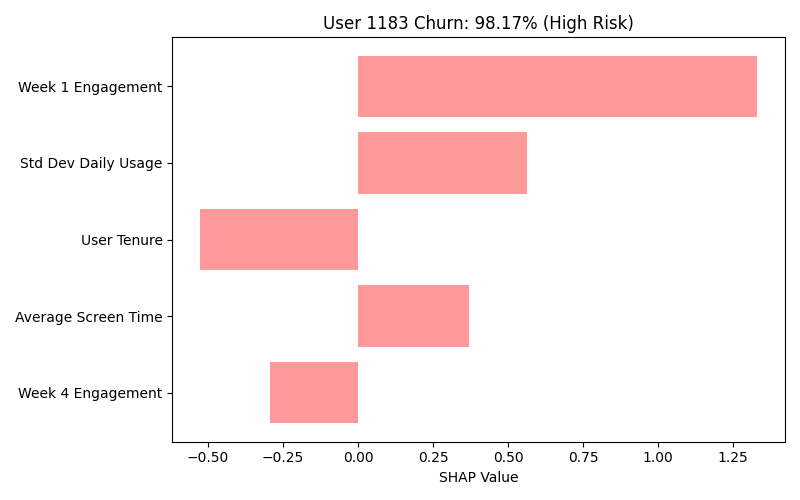 User 1183 Churn: 98.17% (High Risk)
Week 1 Engagement
Std Dev Daily Usage
User Tenure
Average Screen Time
Week 4 Engagement
−0.50 −0.25 0.00 0.25 0.50 0.75 1.00 1.25
SHAP Value